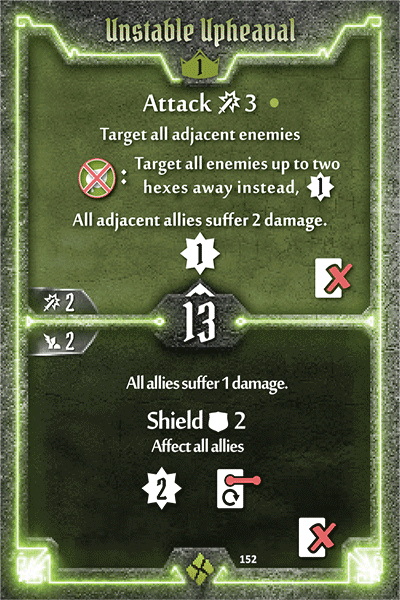 Unstable Upheaval
1
Attack 3
Target all adjacent enemies
: Target all enemies up to two
hexes away instead, 1
All adjacent allies suffer 2 damage.
1
2
13
2
All allies suffer 1 damage.
Shield 2
Affect all allies
2
152